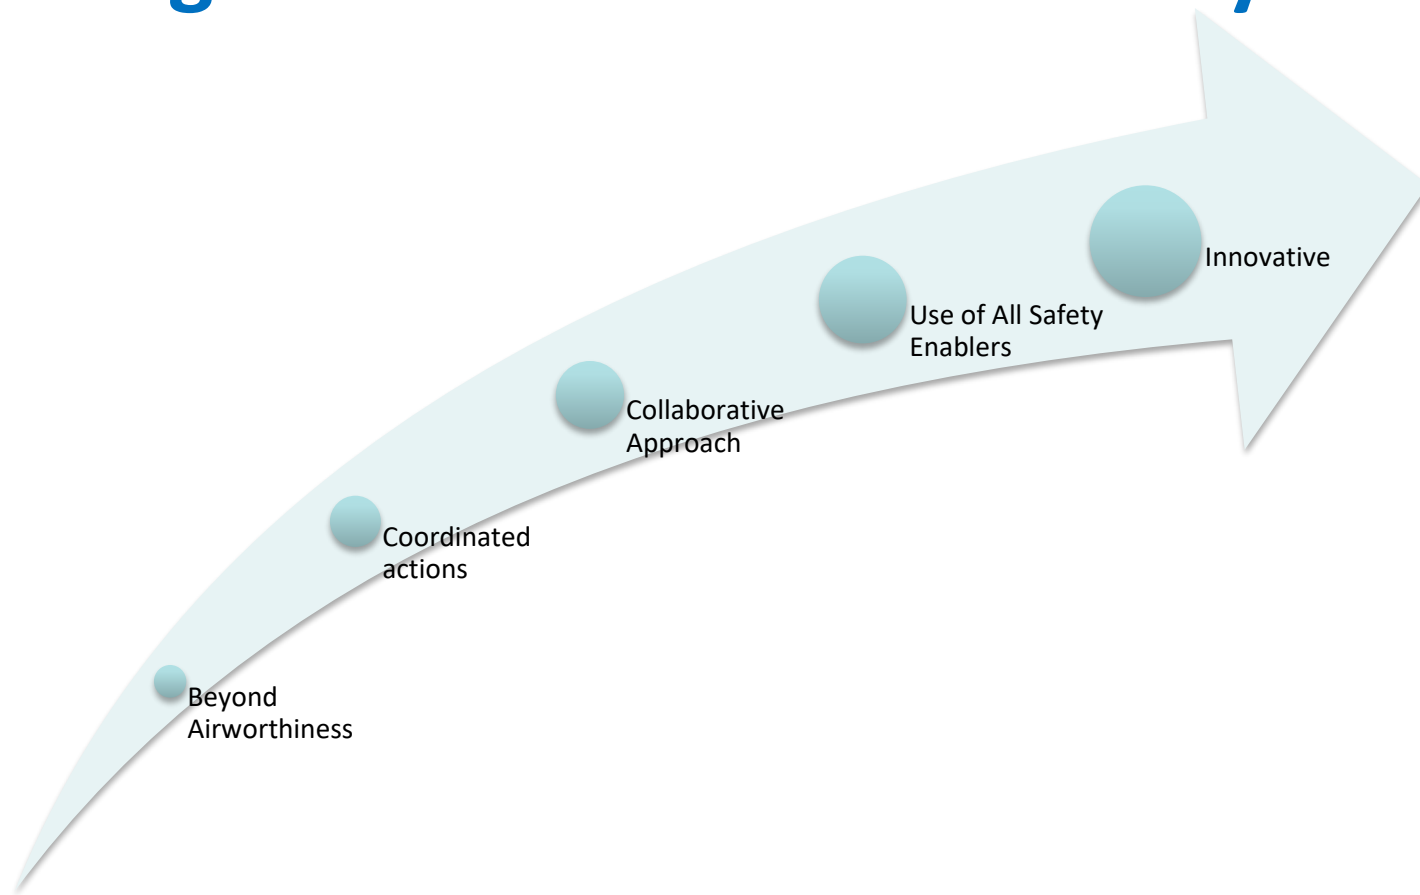 Innovative
Use of All Safety
Enablers
Collaborative
Approach
Coordinated
actions
Beyond
Airworthiness